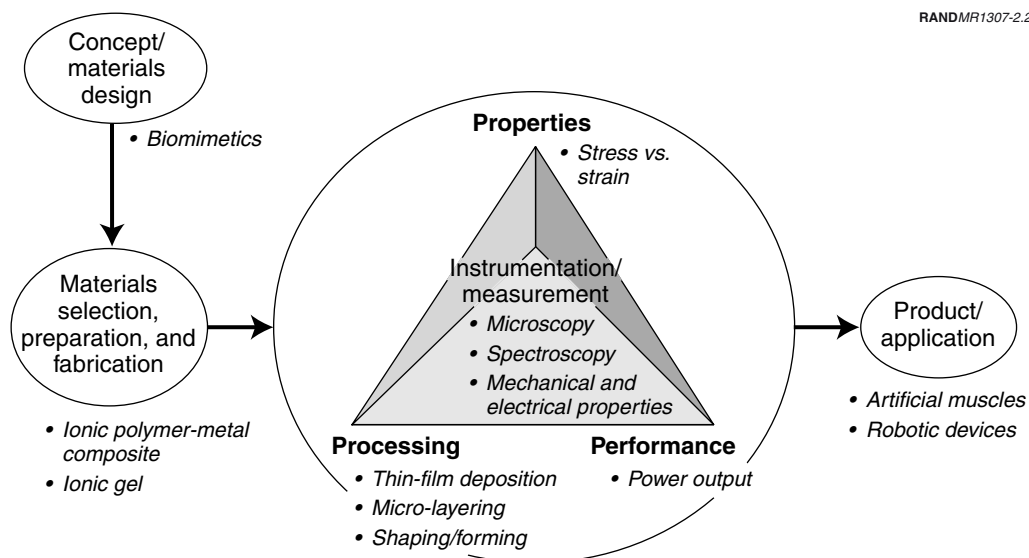 RANDMR1307-2.2
Concept/
materials
design
• Biomimetics
Materials
selection,
preparation, and
fabrication
• Ionic polymer-metal
composite
• Ionic gel
Properties
• Stress vs.
strain
Instrumentation/
measurement
• Microscopy
• Spectroscopy
• Mechanical and
electrical properties
Processing
• Thin-film deposition
• Micro-layering
• Shaping/forming
Performance
• Power output
Product/
application
• Artificial muscles
• Robotic devices